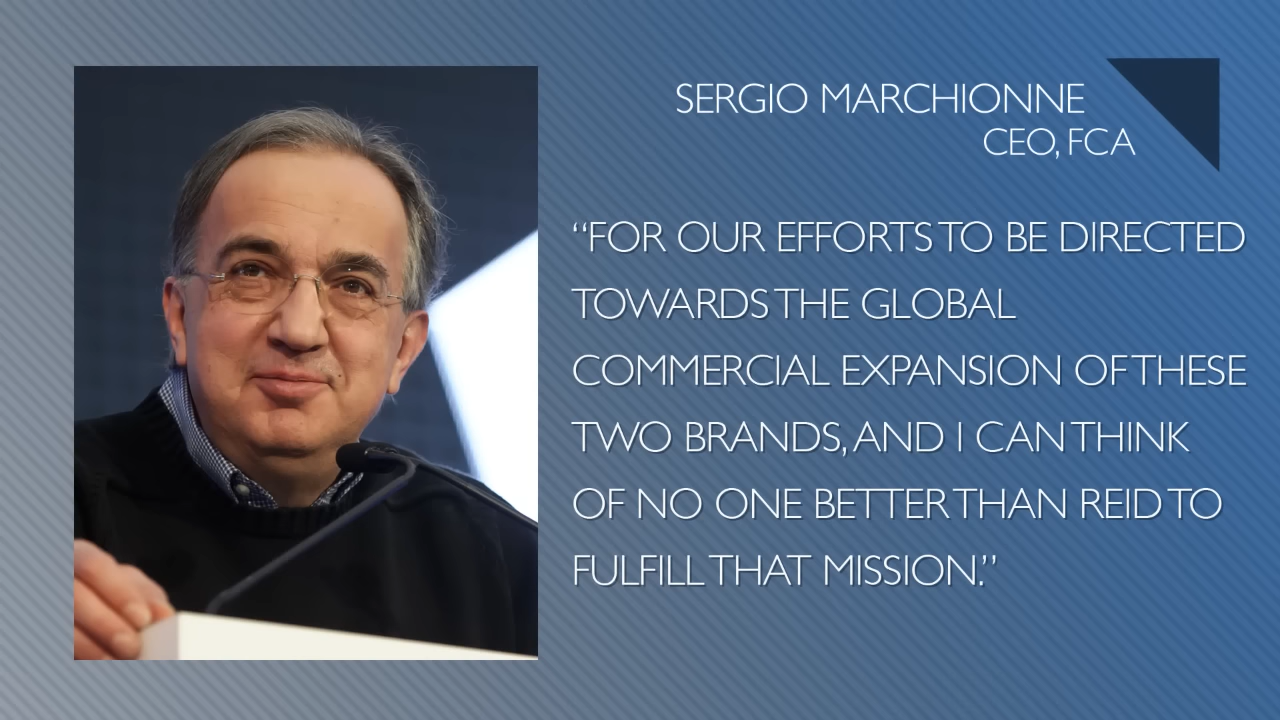 SERGIO MARCHIONNE
CEO, FCA
“FOR OUR EFFORTS TO BE DIRECTED
TOWARDS THE GLOBAL
COMMERCIAL EXPANSION OF THESE
TWO BRANDS, AND I CAN THINK
OF NO ONE BETTER THAN REID TO
FULFILL THAT MISSION.”